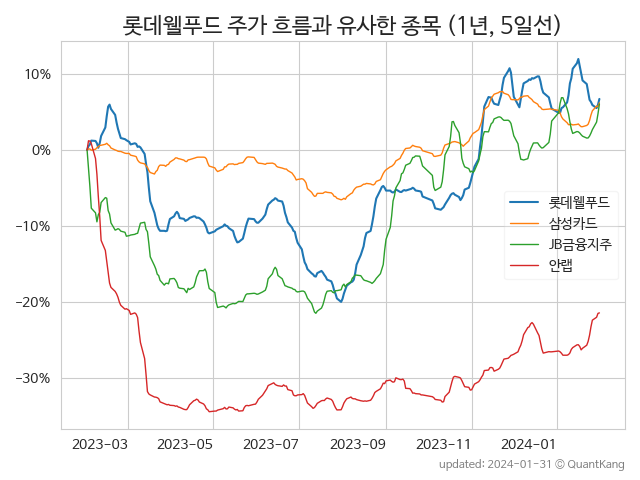 롯데웰푸드 주가 흐름과 유사한 종목 (1년, 5일선)
10%
0%
−10%
−20%
−30%
롯데웰푸드
삼성카드
JB금융지주
안랩
2023-03 2023-05 2023-07 2023-09 2023-11 2024-01
updated: 2024-01-31 © QuantKang